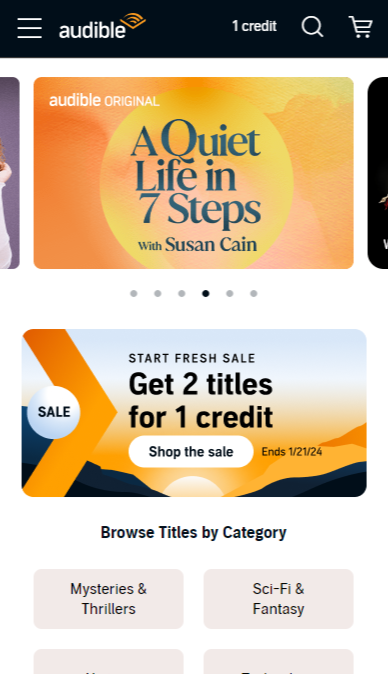 audible
1 credit
audible ORIGINAL
A Quiet
Life in
7 Steps
With Susan Cain
START FRESH SALE
Get 2 titles
for 1 credit
SALE
Shop the sale
Ends 1/21/24
Browse Titles by Category
Mysteries &
Thrillers
Sci-Fi &
Fantasy